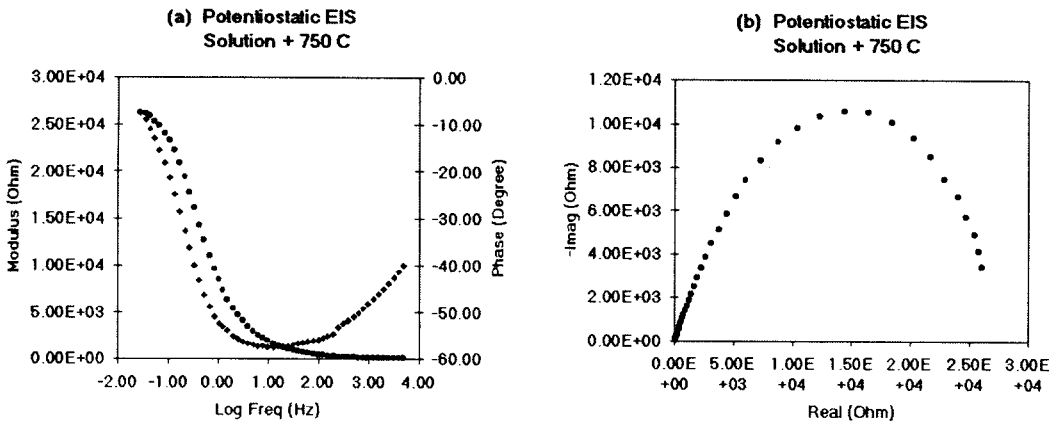 (a) Potentiostatic EIS
Solution + 750 C
3.00E+04
2.50E+04
2.00E+04
1.50E+04
1.00E+04
5.00E+03
0.00E+00
Modulus (Ohm)
0.00
-10.00
-20.00
-30.00
-40.00
-50.00
-60.00
Phase (Degree)
-2.00 -1.00 0.00 1.00 2.00 3.00 4.00
Log Freq (Hz)
(b) Potentiostatic EIS
Solution + 750 C
1.20E+04
1.00E+04
8.00E+03
6.00E+03
4.00E+03
2.00E+03
0.00E+00
-Imag (Ohm)
0.00E 5.00E 1.00E 1.50E 2.00E 2.50E 3.00E
+00 +03 +04 +04 +04 +04 +04
Real (Ohm)